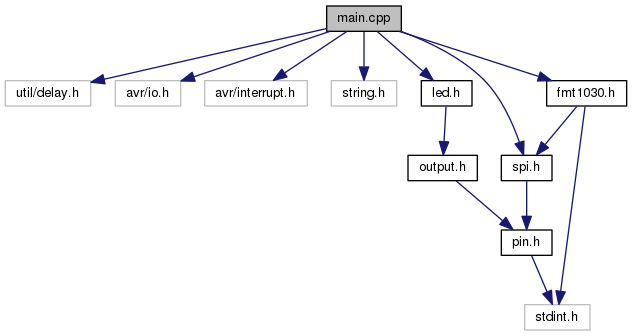 main.cpp
util/delay.h
avr/io.h
avr/interrupt.h
string.h
led.h
fmt1030.h
output.h
spi.h
pin.h
stdint.h